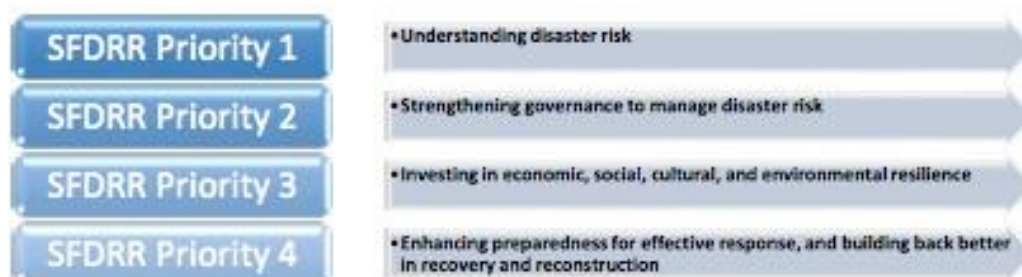 SFDRR Priority 1
•Understanding disaster risk
SFDRR Priority 2
•Strengthening governance to manage disaster risk
SFDRR Priority 3
•Investing in economic, social, cultural, and environmental resilience
SFDRR Priority 4
•Enhancing preparedness for effective response, and building back better
in recovery and reconstruction